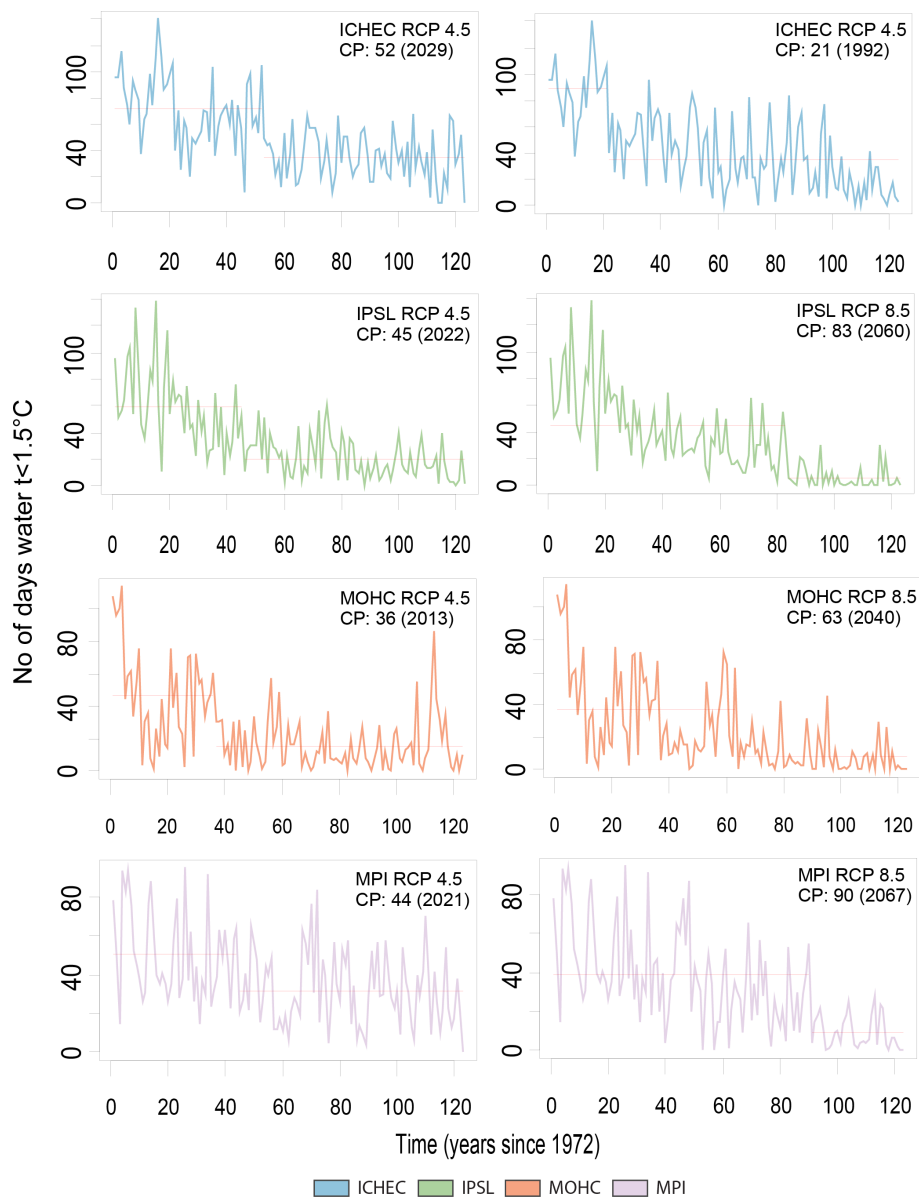 ICHEC RCP 4.5
CP: 52 (2029)
0 40 100
0 20 40 60 80 100 120
ICHEC RCP 4.5
CP: 21 (1992)
0 40 100
0 20 40 60 80 100 120
IPSL RCP 4.5
CP: 45 (2022)
0 40 100
0 20 40 60 80 100 120
IPSL RCP 8.5
CP: 83 (2060)
0 40 100
0 20 40 60 80 100 120
No of days water t<1.5°C
MOHC RCP 4.5
CP: 36 (2013)
0 40 80
0 20 40 60 80 100 120
MOHC RCP 8.5
CP: 63 (2040)
0 40 80
0 20 40 60 80 100 120
MPI RCP 4.5
CP: 44 (2021)
0 40 80
0 20 40 60 80 100 120
MPI RCP 8.5
CP: 90 (2067)
0 40 80
0 20 40 60 80 100 120
Time (years since 1972)
ICHEC IPSL MOHC MPI